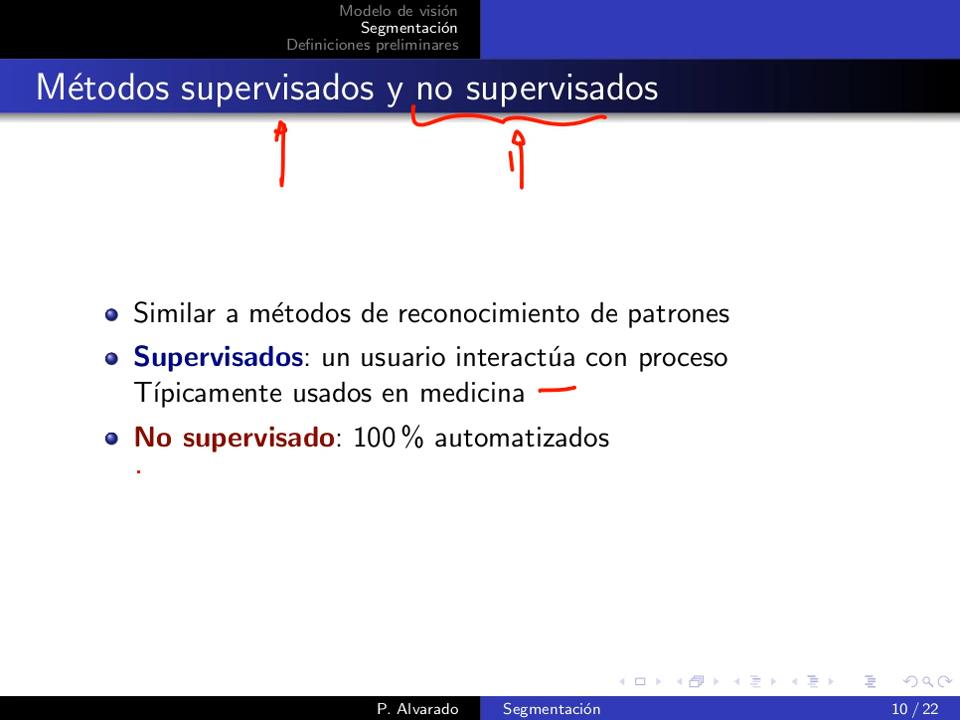 Modelo de visión
Segmentación
Definiciones preliminares
Métodos supervisados y no supervisados
Similar a métodos de reconocimiento de patrones
Supervisados: un usuario interactúa con proceso
Típicamente usados en medicina
No supervisado: 100 % automatizados
P. Alvarado
Segmentación
10 / 22